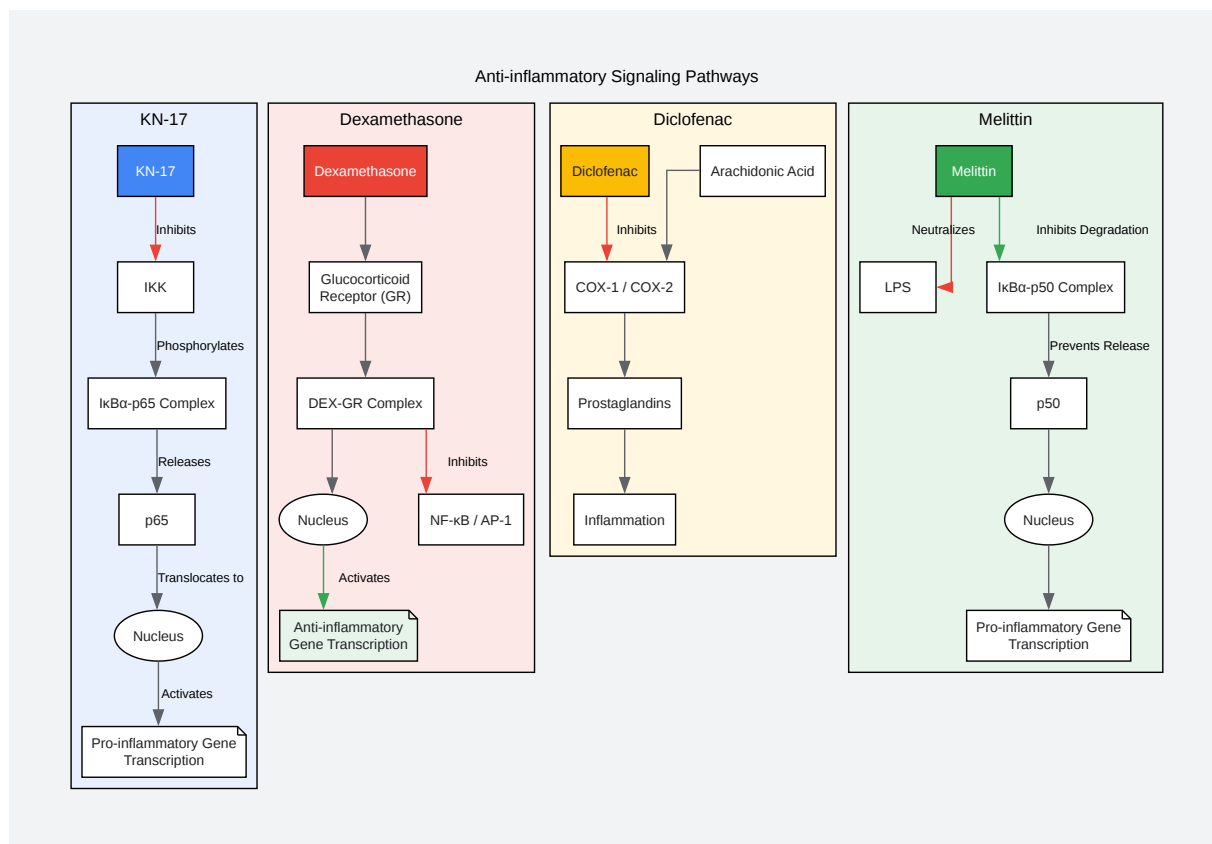 Anti-inflammatory Signaling Pathways
KN-17
KN-17
Inhibits
IKK
Phosphorylates
IκBα-p65 Complex
Releases
p65
Translocates to
Nucleus
Activates
Pro-inflammatory Gene
Transcription
Dexamethasone
Dexamethasone
Glucocorticoid
Receptor (GR)
DEX-GR Complex
Inhibits
Nucleus
NF-κB / AP-1
Activates
Anti-inflammatory
Gene Transcription
Diclofenac
Diclofenac
Arachidonic Acid
Inhibits
COX-1 / COX-2
Prostaglandins
Inflammation
Melittin
Melittin
Neutralizes
Inhibits Degradation
LPS
IκBα-p50 Complex
Prevents Release
p50
Nucleus
Pro-inflammatory Gene
Transcription